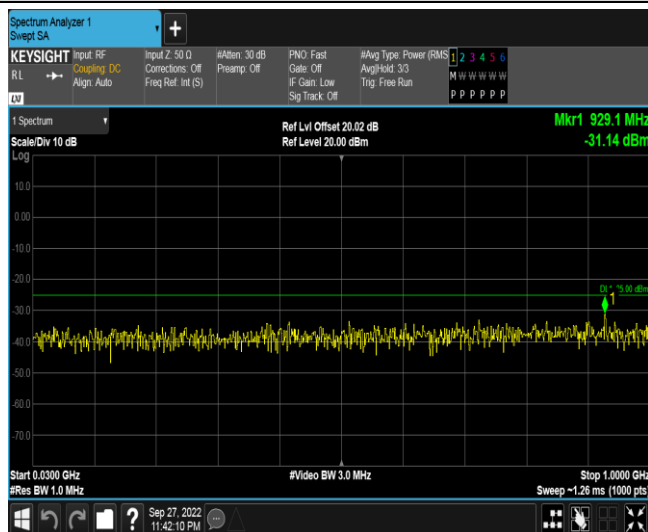 Spectrum Analyzer 1
Swept SA
+
KEYSIGHT
RL
LXI
Input: RF
Coupling: DC
Align: Auto
Input Z: 50 Ω
Corrections: Off
Freq Ref: Int (S)
#Atten: 30 dB
Preamp: Off
PNO: Fast
Gate: Off
IF Gain: Low
Sig Track: Off
#Avg Type: Power (RMS
Avg|Hold: 3/3
Trig: Free Run
1 2 3 4 5 6
M W W W W W
P P P P P P
1 Spectrum
Scale/Div 10 dB
Log
Ref Lvl Offset 20.02 dB
Ref Level 20.00 dBm
Mkr1 929.1 MHz
-31.14 dBm
10.0
0.00
-10.0
-20.0
-30.0
-40.0
-50.0
-60.0
-70.0
1
Start 0.0300 GHz
#Res BW 1.0 MHz
#Video BW 3.0 MHz
Stop 1.0000 GHz
Sweep ~1.26 ms (1000 pts)
?
Sep 27, 2022
11:42:10 PM